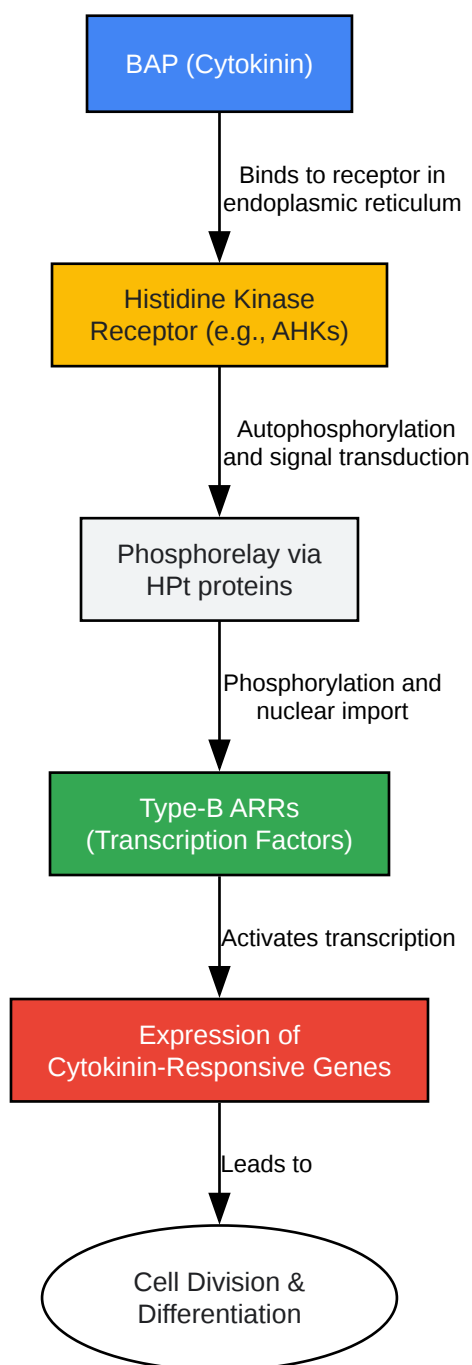 BAP (Cytokinin)
Binds to receptor in
endoplasmic reticulum
Histidine Kinase
Receptor (e.g., AHKs)
Autophosphorylation
and signal transduction
Phosphorelay via
HPt proteins
Phosphorylation and
nuclear import
Type-B ARRs
(Transcription Factors)
Activates transcription
Expression of
Cytokinin-Responsive Genes
Leads to
Cell Division &
Differentiation